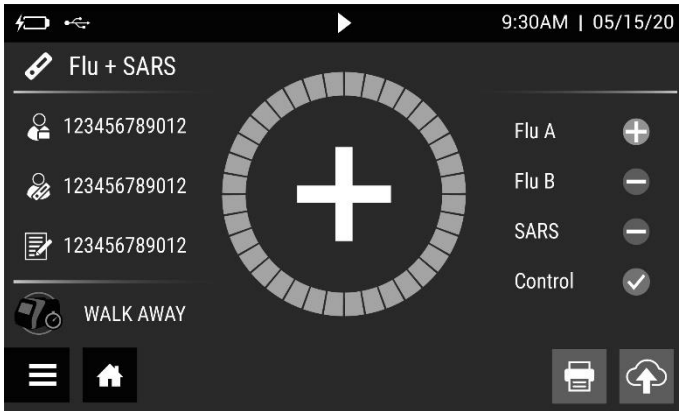 9:30AM | 05/15/20
Flu + SARS
123456789012
123456789012
123456789012
WALK AWAY
Flu A
Flu B
SARS
Control